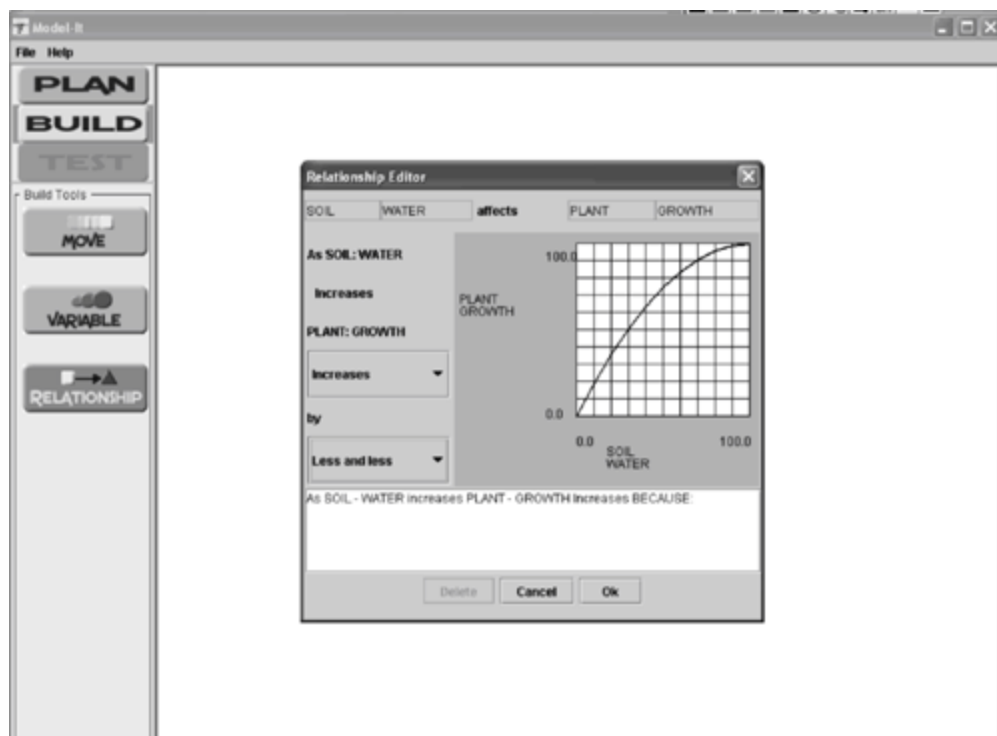 Model-It
File Help
PLAN
BUILD
TEST
Build Tools
MOVE
VARIABLE
RELATIONSHIP
Relationship Editor
SOIL WATER affects PLANT GROWTH
As SOIL: WATER
Increases
PLANT: GROWTH
Increases
by
Less and less
100.0
PLANT
GROWTH
0.0
0.0 100.0
SOIL
WATER
As SOIL - WATER increases PLANT - GROWTH Increases BECAUSE:
Delete Cancel Ok